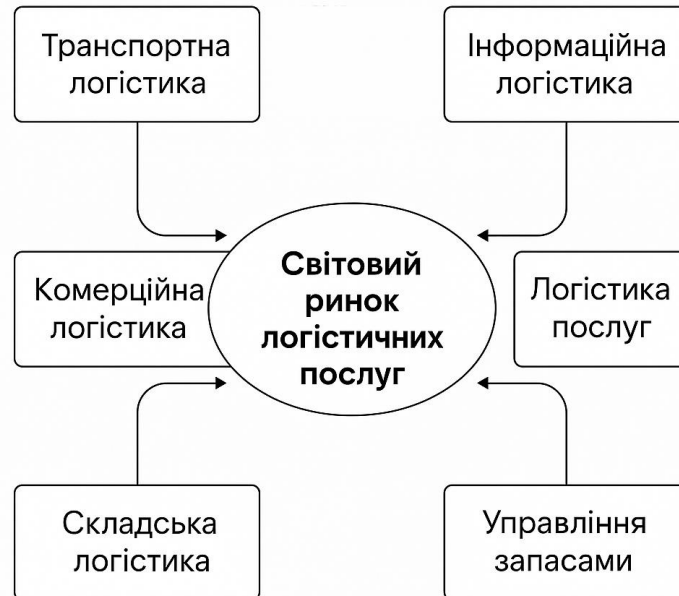 Транспортна
логістика
Інформаційна
логістика
Комерційна
логістика
Світовий
ринок
логістичних
послуг
Логістика
послуг
Складська
логістика
Управління
запасами